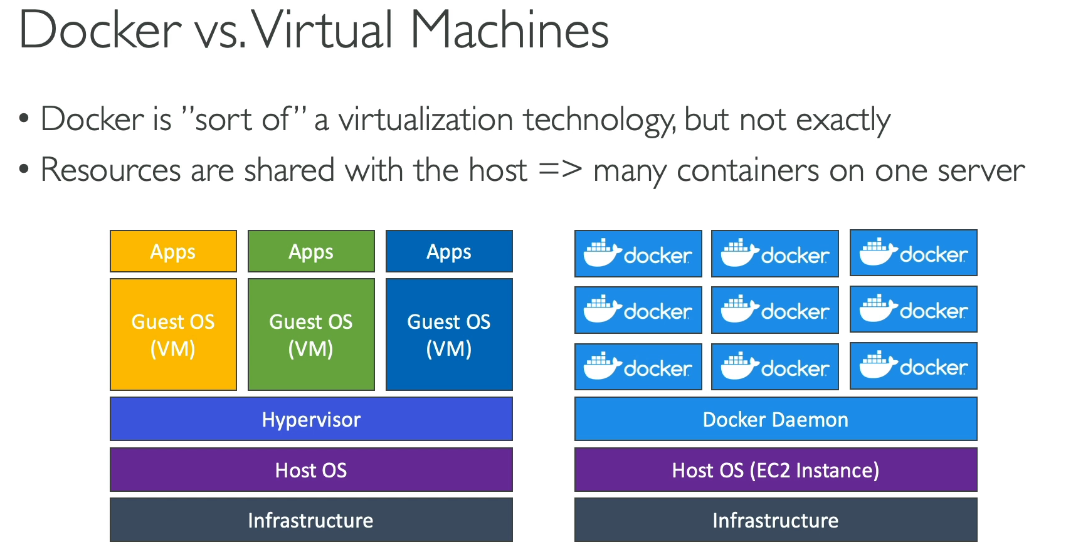 Docker vs. Virtual Machines
• Docker is ”sort of” a virtualization technology, but not exactly
• Resources are shared with the host => many containers on one server
Apps Apps Apps
Guest OS Guest OS Guest OS
(VM) (VM) (VM)
Hypervisor
Host OS
Infrastructure
docker docker docker
docker docker docker
docker docker docker
Docker Daemon
Host OS (EC2 Instance)
Infrastructure